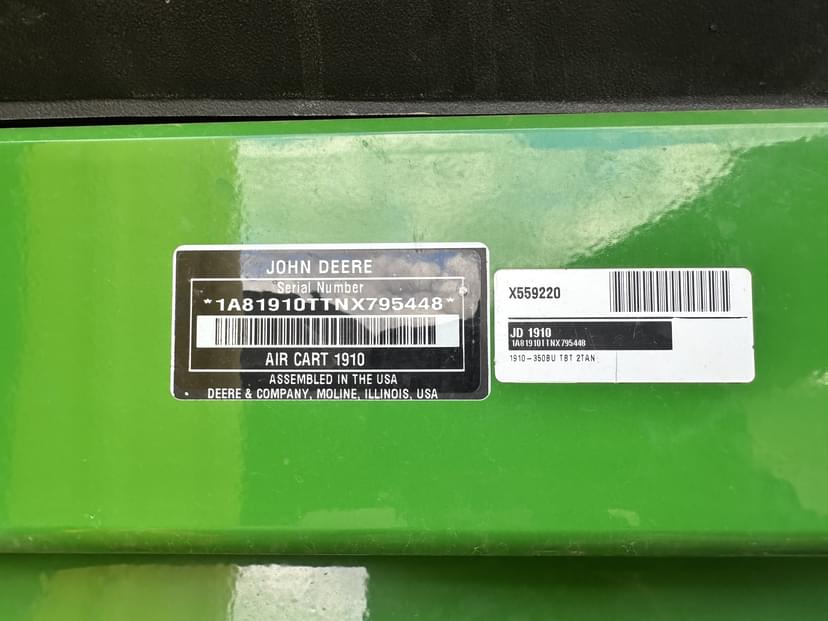 JOHN DEERE
Serial Number
*1A81910TTNX795448*
AIR CART 1910
ASSEMBLED IN THE USA
DEERE & COMPANY, MOLINE, ILLINOIS, USA
X559220
JD 1910
1A81910TTNX795448
1910-350BU TBT 2TAN